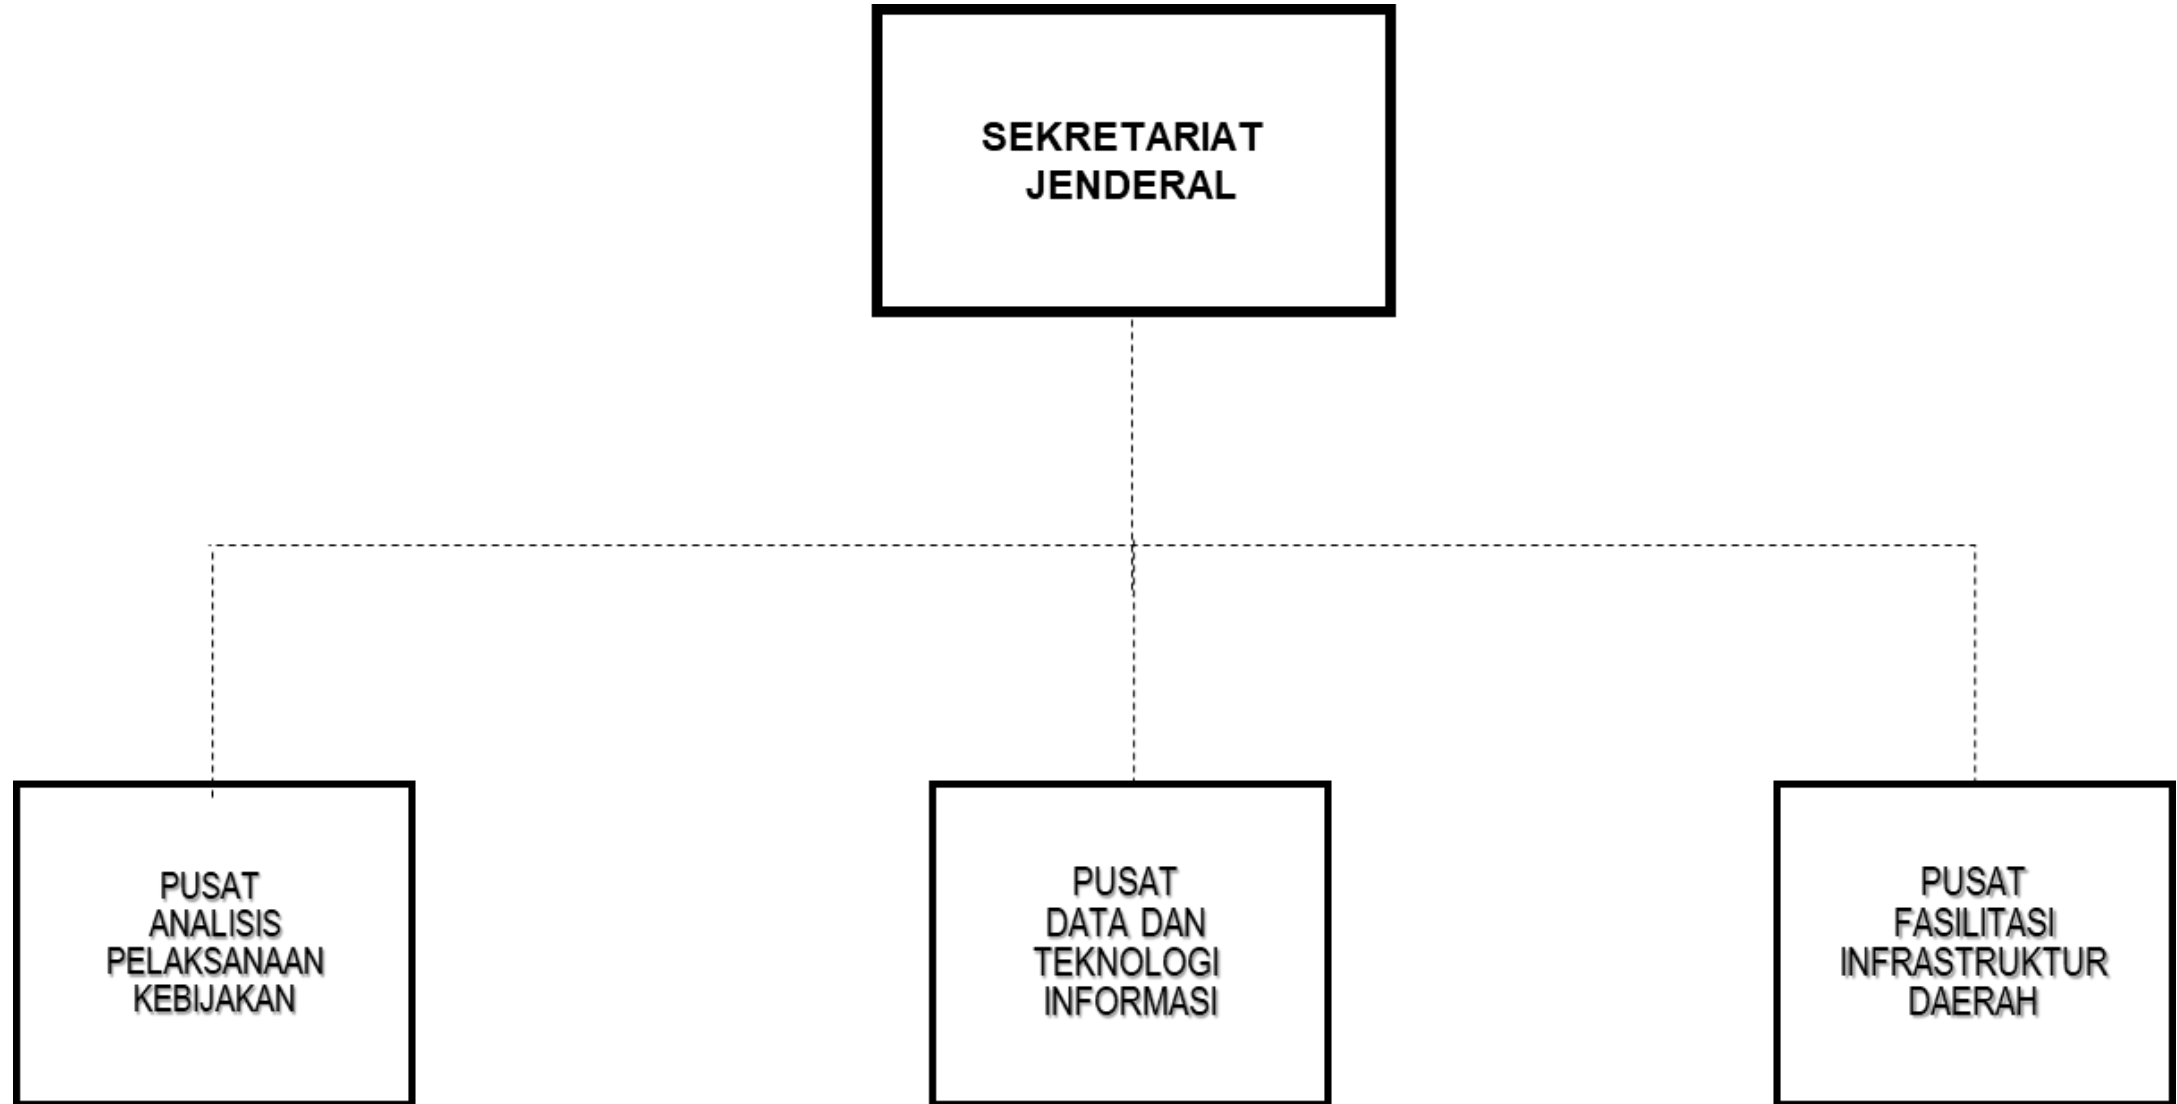 SEKRETARIAT
JENDERAL
PUSAT
ANALISIS
PELAKSANAAN
KEBIJAKAN
PUSAT
DATA DAN
TEKNOLOGI
INFORMASI
PUSAT
FASILITASI
INFRASTRUKTUR
DAERAH